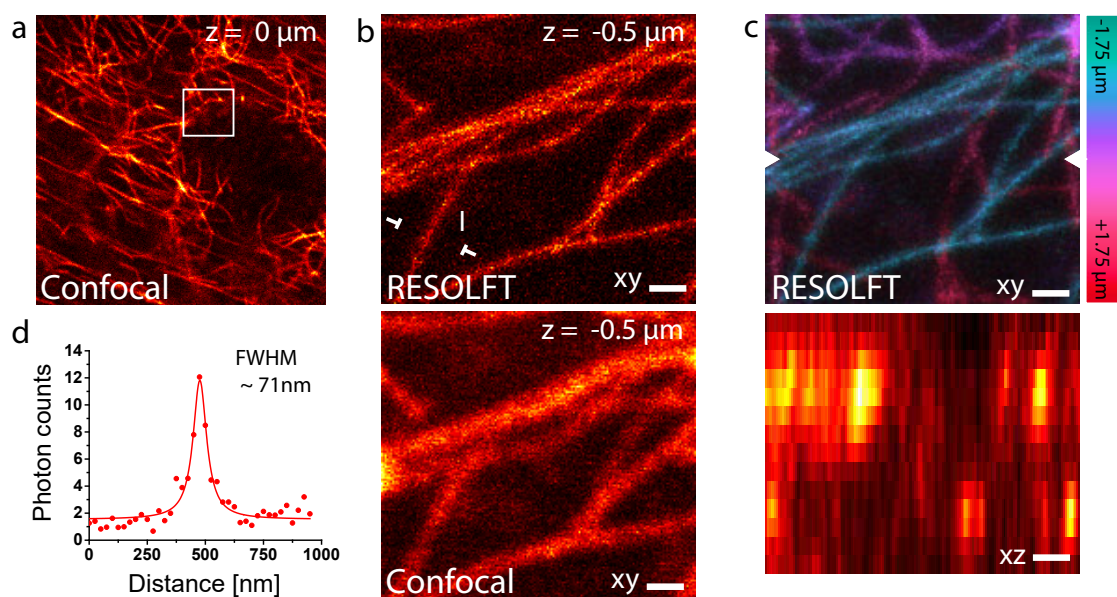 a
z = 0 µm
Confocal
b
z = -0.5 µm
RESOLFT
xy
z = -0.5 µm
Confocal
xy
c
RESOLFT
xy
-1.75 µm
+1.75 µm
xz
d
FWHM
~ 71nm
Photon counts
14
12
10
8
6
4
2
0
0
250
500
750
1000
Distance [nm]